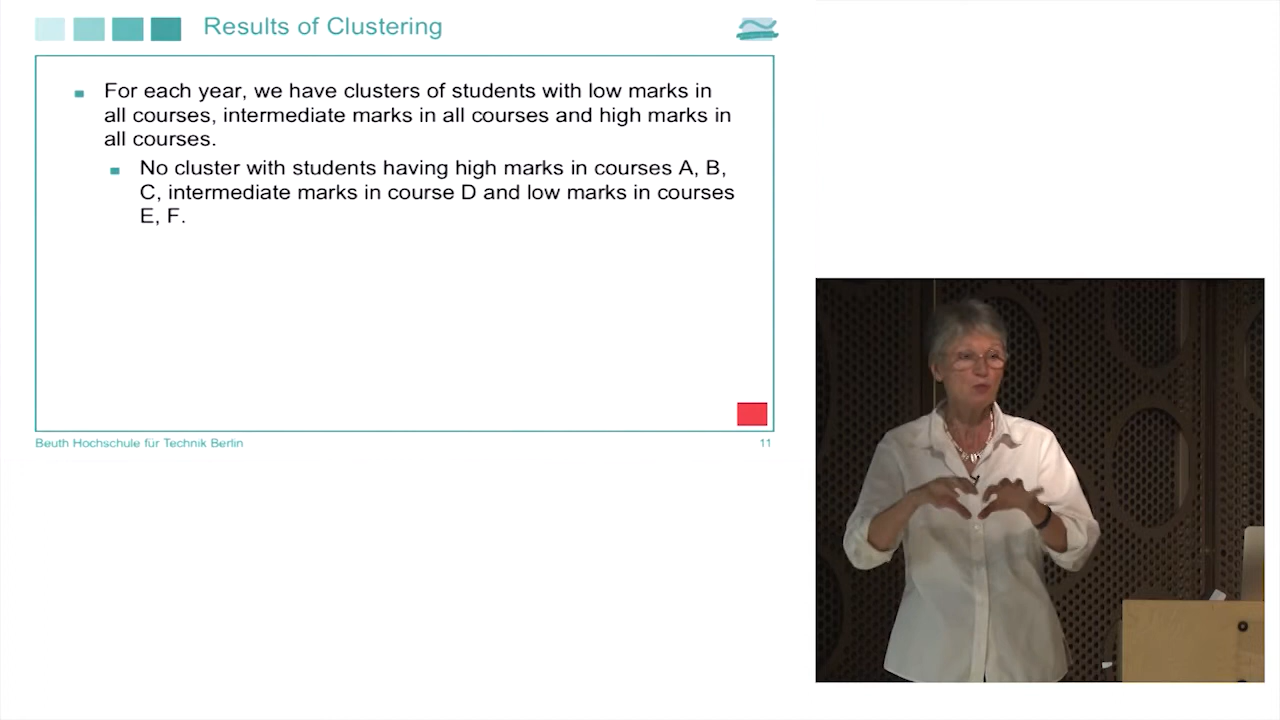 Results of Clustering
For each year, we have clusters of students with low marks in
all courses, intermediate marks in all courses and high marks in
all courses.
No cluster with students having high marks in courses A, B,
C, intermediate marks in course D and low marks in courses
E, F.
Beuth Hochschule für Technik Berlin
11